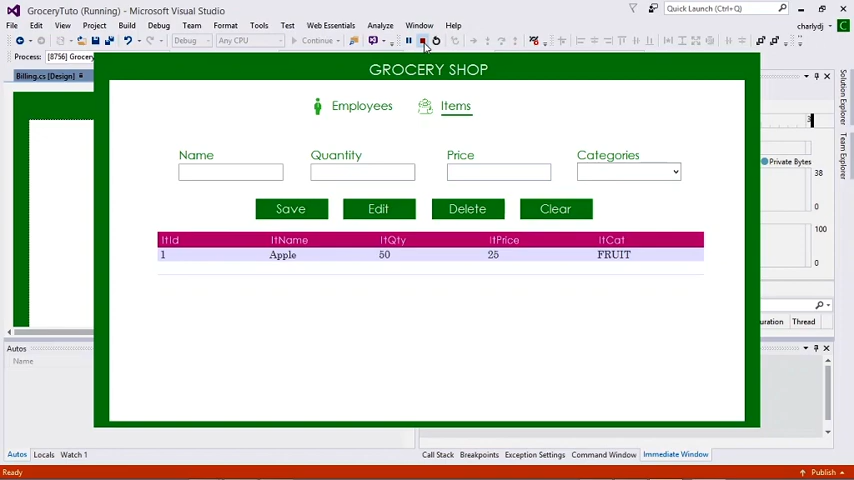 GroceryTuto (Running) - Microsoft Visual Studio
Quick Launch (Ctrl+Q)
File Edit View Project Build Debug Team Format Tools Test Web Essentials Analyze Window Help
charlydj
Debug Any CPU Continue
Process: [8756] Grocery
Billing.cs [Design]
GROCERY SHOP
Employees Items
Name Quantity Price Categories
Save Edit Delete Clear
ItId ItName ItQty ItPrice ItCat
1 Apple 50 25 FRUIT
Private Bytes
38
0
100
0
uration Thread
Solution Explorer
Team Explorer
Autos
Name
Autos Locals Watch 1
Call Stack Breakpoints Exception Settings Command Window Immediate Window
Ready
Publish